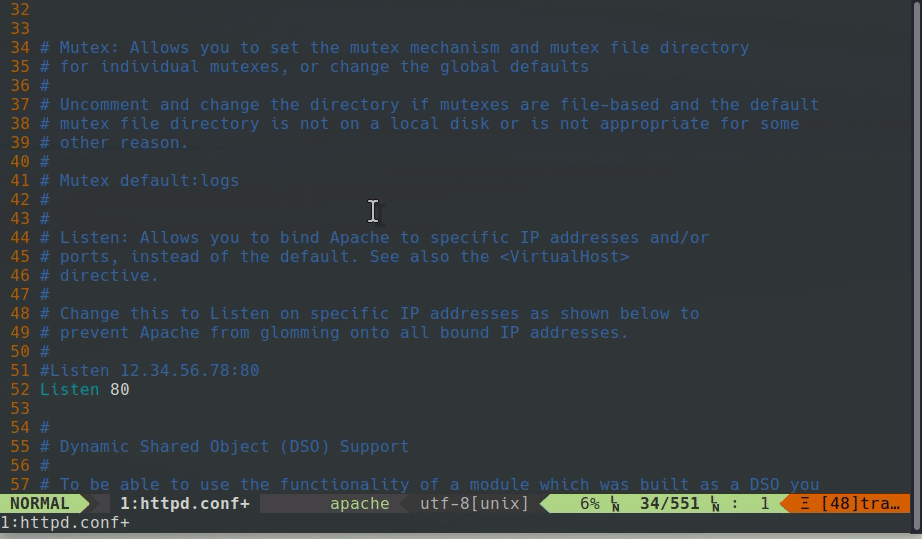 32
33
34 # Mutex: Allows you to set the mutex mechanism and mutex file directory
35 # for individual mutexes, or change the global defaults
36 #
37 # Uncomment and change the directory if mutexes are file-based and the default
38 # mutex file directory is not on a local disk or is not appropriate for some
39 # other reason.
40 #
41 # Mutex default:logs
42 #
43 #
44 # Listen: Allows you to bind Apache to specific IP addresses and/or
45 # ports, instead of the default. See also the <VirtualHost>
46 # directive.
47 #
48 # Change this to Listen on specific IP addresses as shown below to
49 # prevent Apache from glomming onto all bound IP addresses.
50 #
51 #Listen 12.34.56.78:80
52 Listen 80
53
54 #
55 # Dynamic Shared Object (DSO) Support
56 #
57 # To be able to use the functionality of a module which was built as a DSO you
NORMAL 1:httpd.conf+ apache utf-8[unix] 6% ␤ 34/551 ␤ : 1 Ξ [48]tra…
1:httpd.conf+